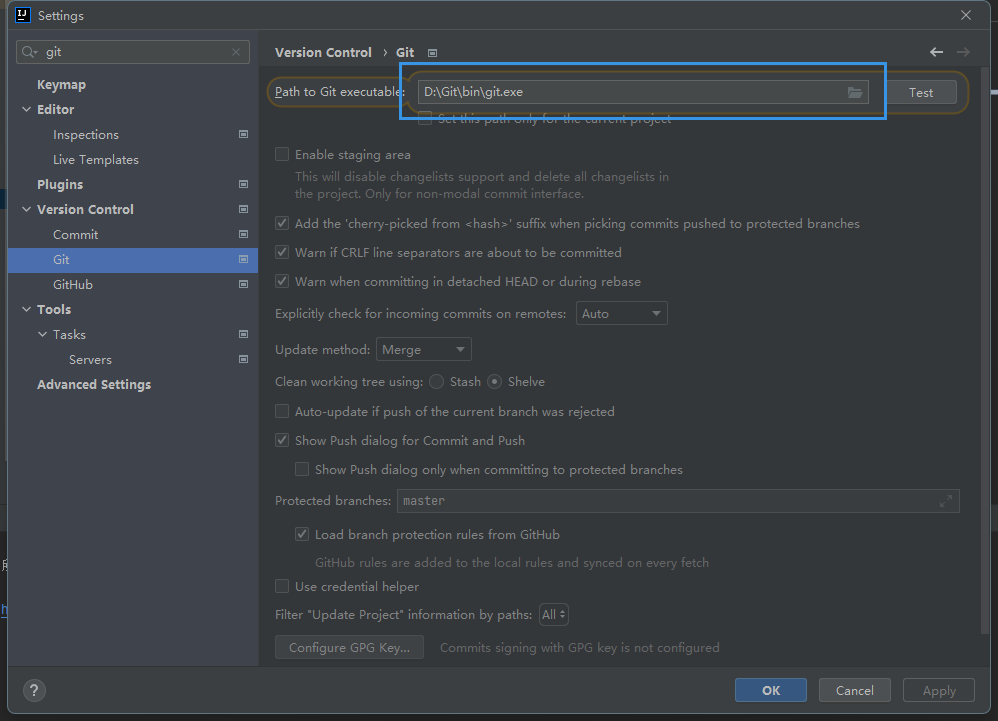 Settings
git
Version Control › Git
Keymap
Editor
Inspections
Live Templates
Plugins
Version Control
Commit
Git
GitHub
Tools
Tasks
Servers
Advanced Settings
Path to Git executable:
D:\Git\bin\git.exe
Test
Set this path only for the current project
Enable staging area
This will disable changelists support and delete all changelists in
the project. Only for non-modal commit interface.
Add the 'cherry-picked from <hash>' suffix when picking commits pushed to protected branches
Warn if CRLF line separators are about to be committed
Warn when committing in detached HEAD or during rebase
Explicitly check for incoming commits on remotes: Auto
Update method: Merge
Clean working tree using: Stash Shelve
Auto-update if push of the current branch was rejected
Show Push dialog for Commit and Push
Show Push dialog only when committing to protected branches
Protected branches: master
Load branch protection rules from GitHub
GitHub rules are added to the local rules and synced on every fetch
Use credential helper
Filter "Update Project" information by paths: All
Configure GPG Key... Commits signing with GPG key is not configured
? OK Cancel Apply